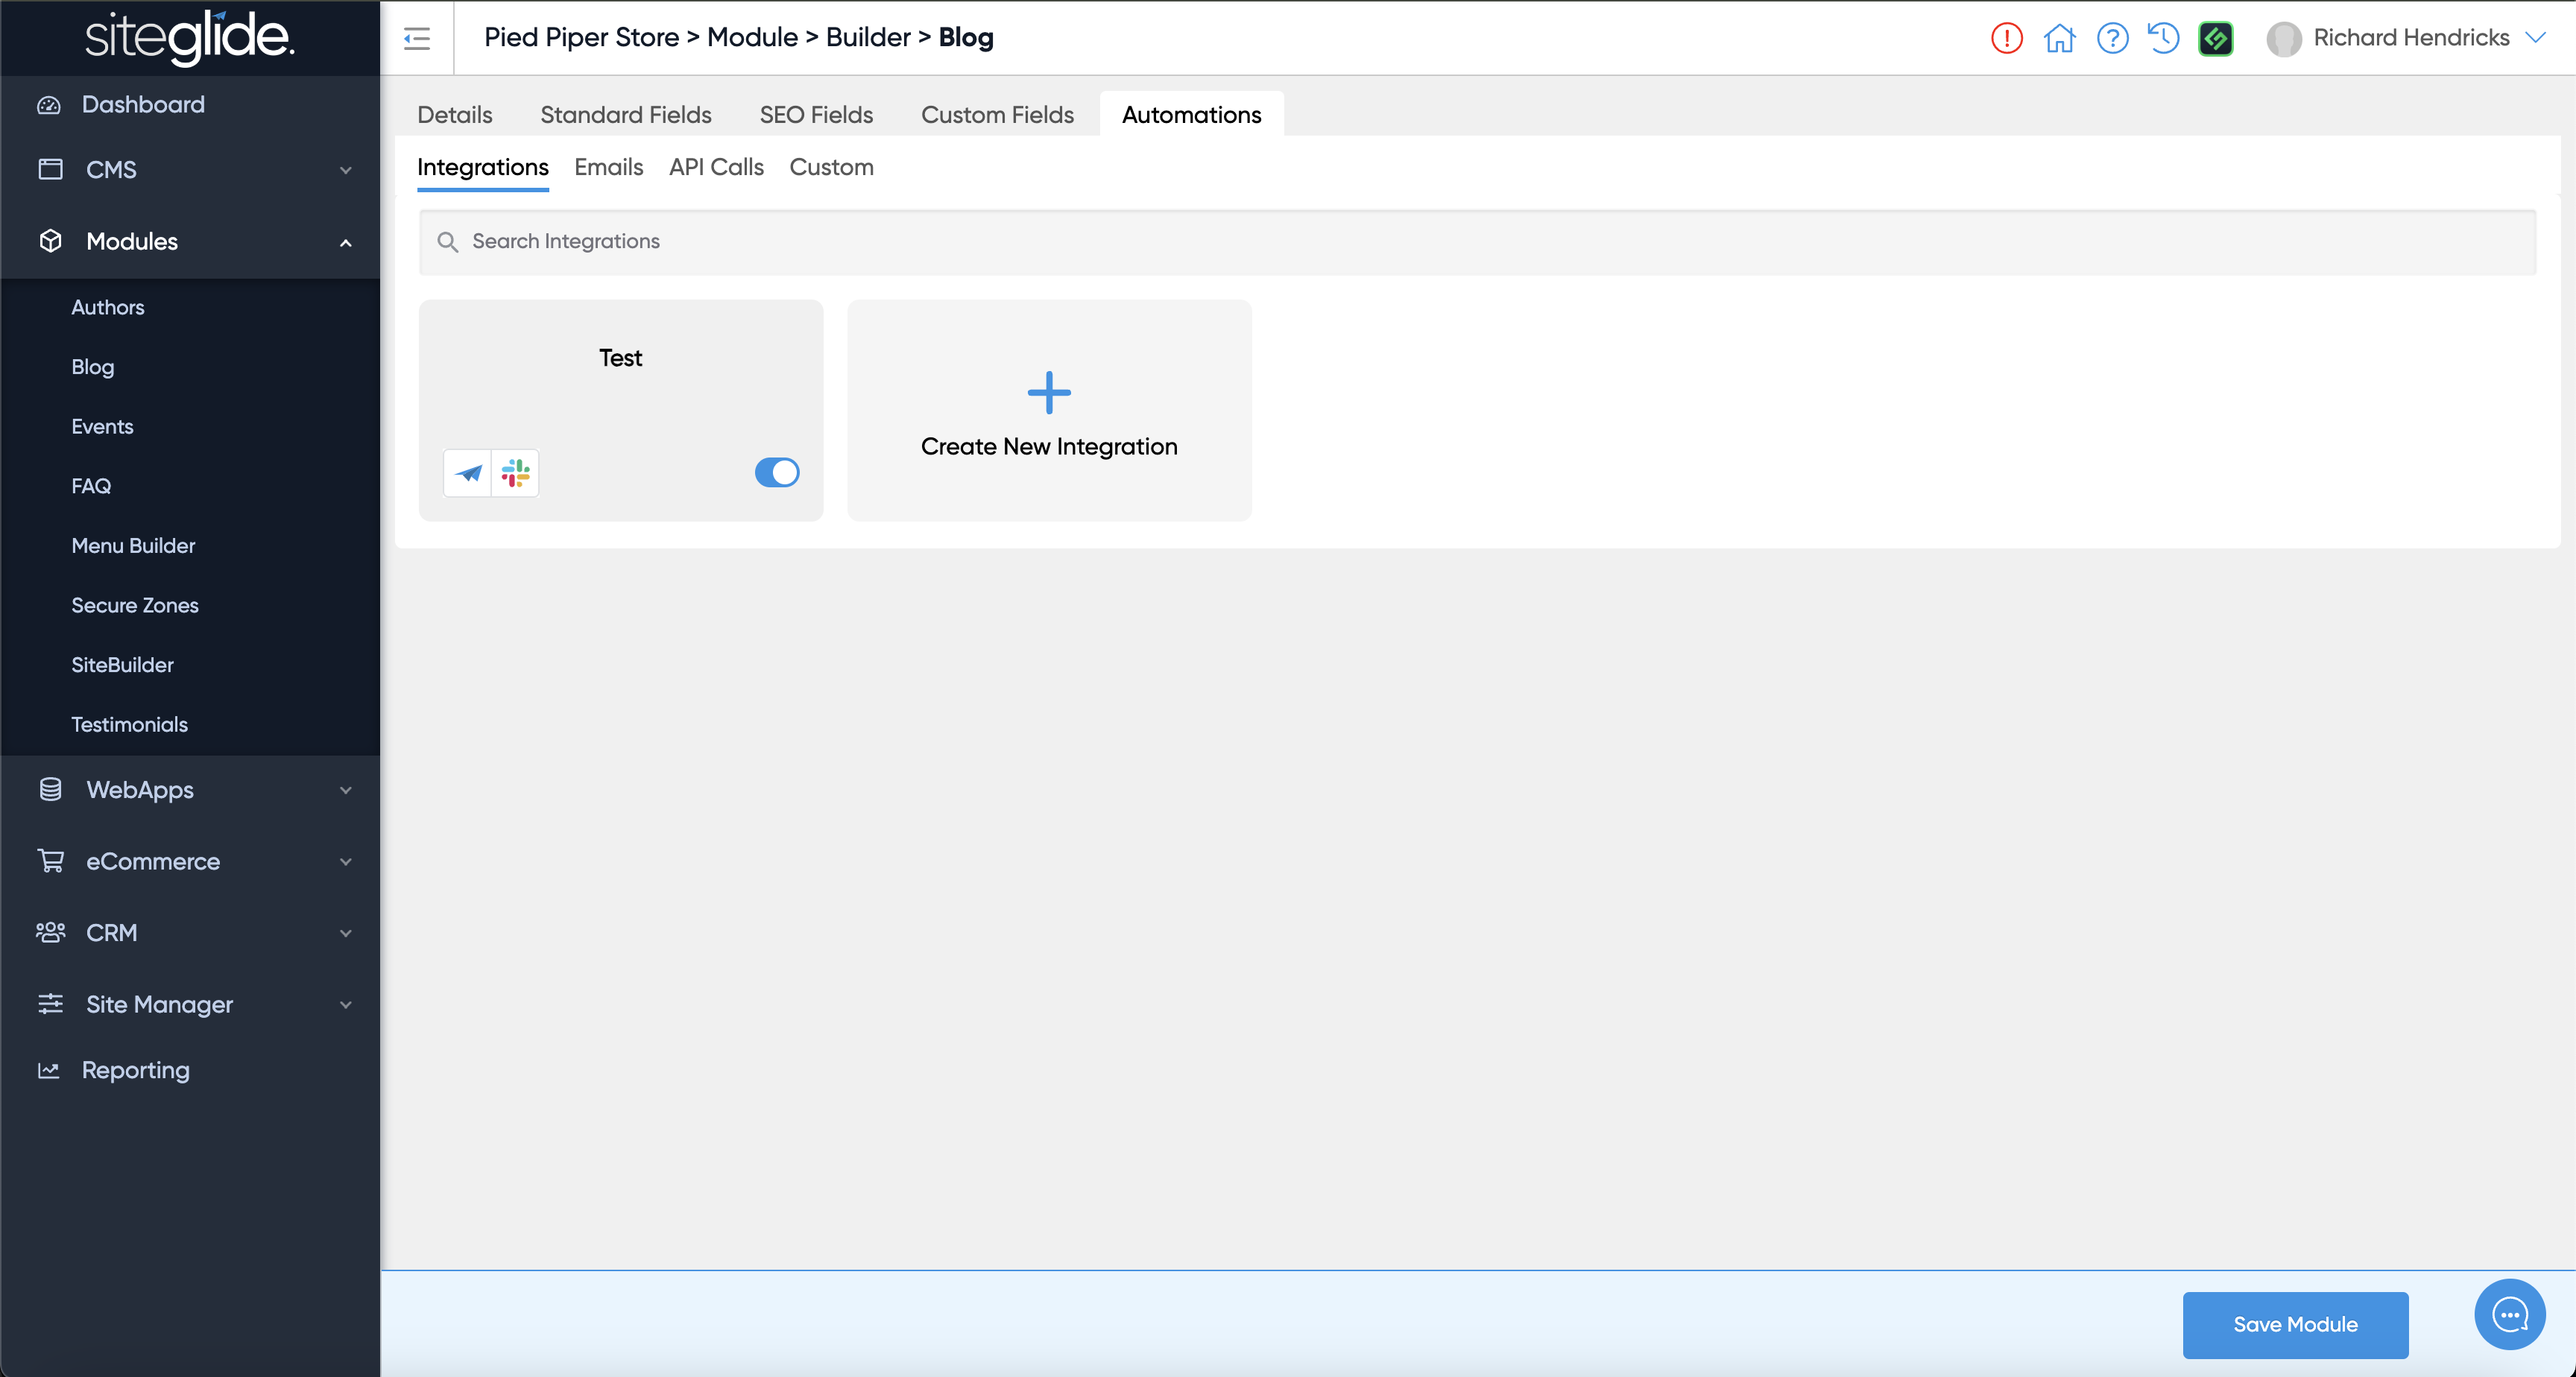 siteglide.
Pied Piper Store > Module > Builder > Blog
Richard Hendricks
Dashboard
CMS
Modules
Authors
Blog
Events
FAQ
Menu Builder
Secure Zones
SiteBuilder
Testimonials
WebApps
eCommerce
CRM
Site Manager
Reporting
Details Standard Fields SEO Fields Custom Fields Automations
Integrations Emails API Calls Custom
Search Integrations
Test
Create New Integration
Save Module